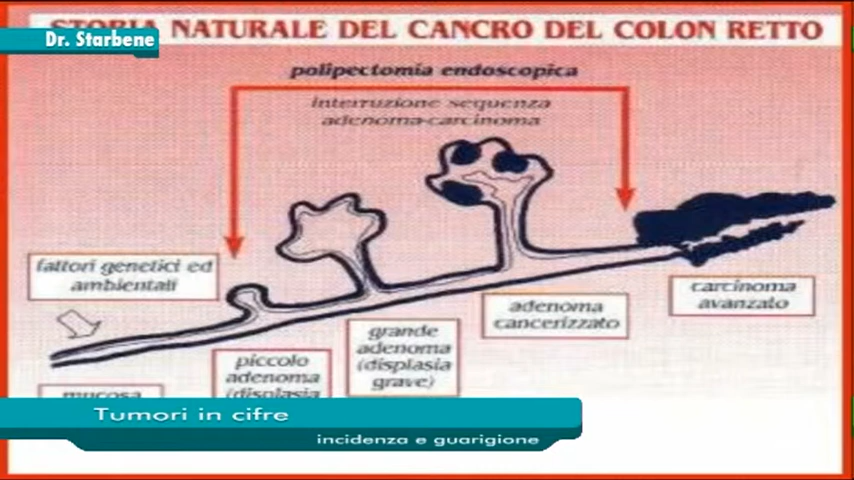 STORIA NATURALE DEL CANCRO DEL COLON RETTO
Dr. Starbene
polipectomia endoscopica
interruzione sequenza
adenoma-carcinoma
fattori genetici ed
ambientali
carcinoma
avanzato
adenoma
cancerizzato
grande
adenoma
(displasia
grave)
piccolo
adenoma
(displasia
mucosa
Tumori in cifre
incidenza e guarigione